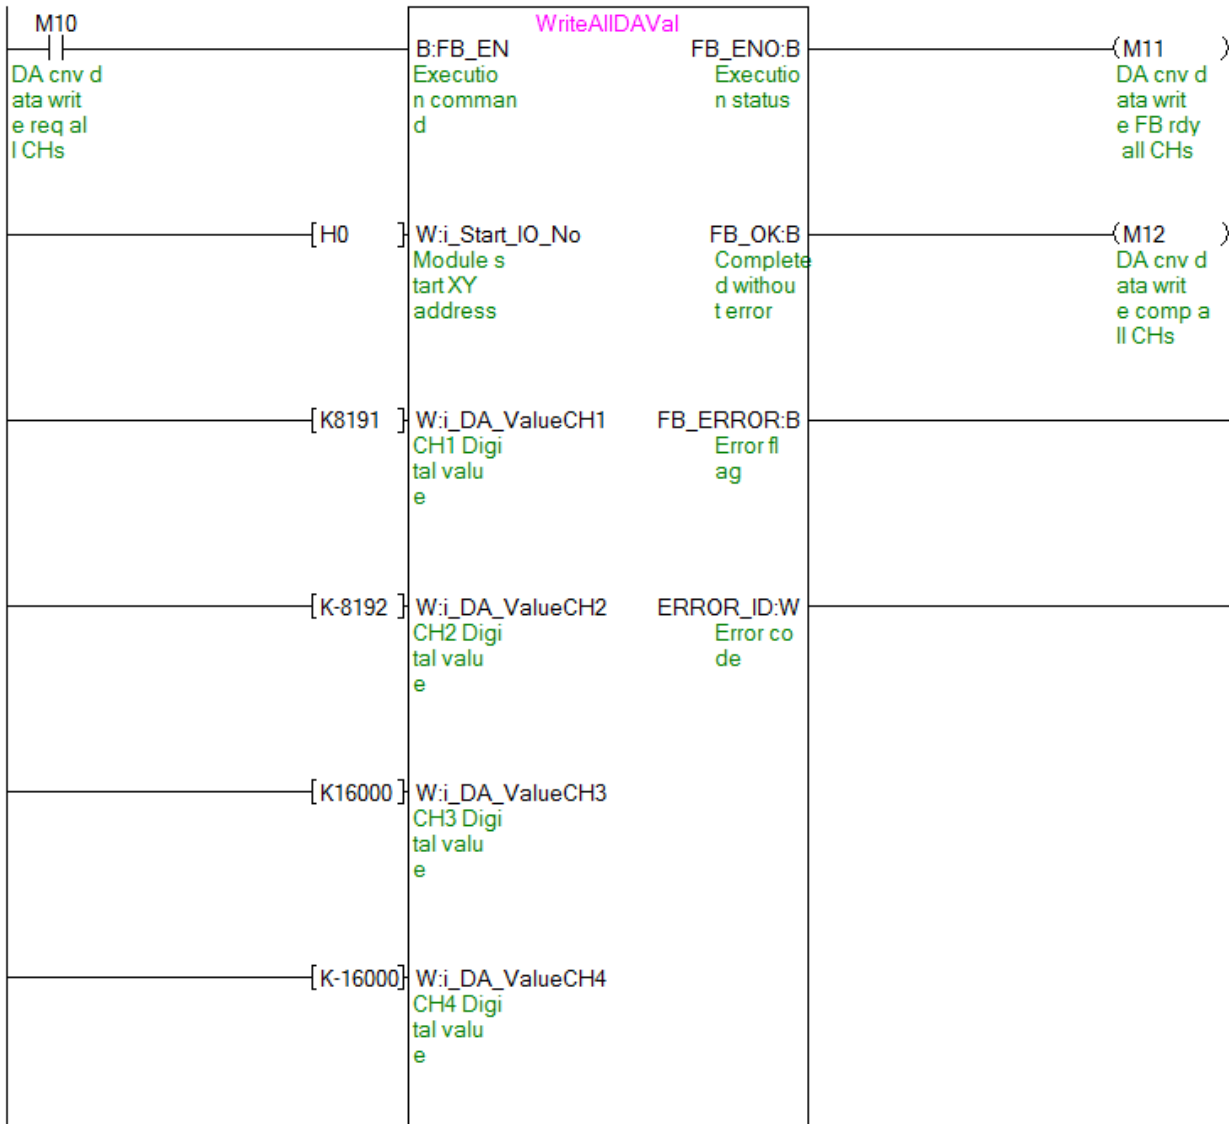 M10
WriteAllDAVal
B:FB_EN
FB_ENO:B
(M11 )
DA cnv d
ata writ
e req al
l CHs
Executio
n comman
d
Executio
n status
DA cnv d
ata writ
e FB rdy
all CHs
[H0 ]
W:i_Start_IO_No
FB_OK:B
(M12 )
Module s
tart XY
address
Complete
d withou
t error
DA cnv d
ata writ
e comp a
ll CHs
[K8191 ]
W:i_DA_ValueCH1
FB_ERROR:B
CH1 Digi
tal valu
e
Error fl
ag
[K-8192 ]
W:i_DA_ValueCH2
ERROR_ID:W
CH2 Digi
tal valu
e
Error co
de
[K16000 ]
W:i_DA_ValueCH3
CH3 Digi
tal valu
e
[K-16000]
W:i_DA_ValueCH4
CH4 Digi
tal valu
e